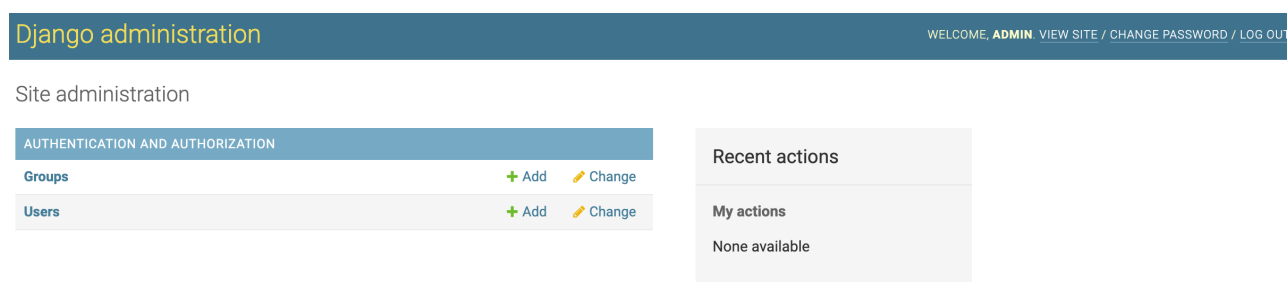 Django administration
WELCOME, ADMIN. VIEW SITE / CHANGE PASSWORD / LOG OUT
Site administration
AUTHENTICATION AND AUTHORIZATION
Groups + Add Change
Users + Add Change
Recent actions
My actions
None available